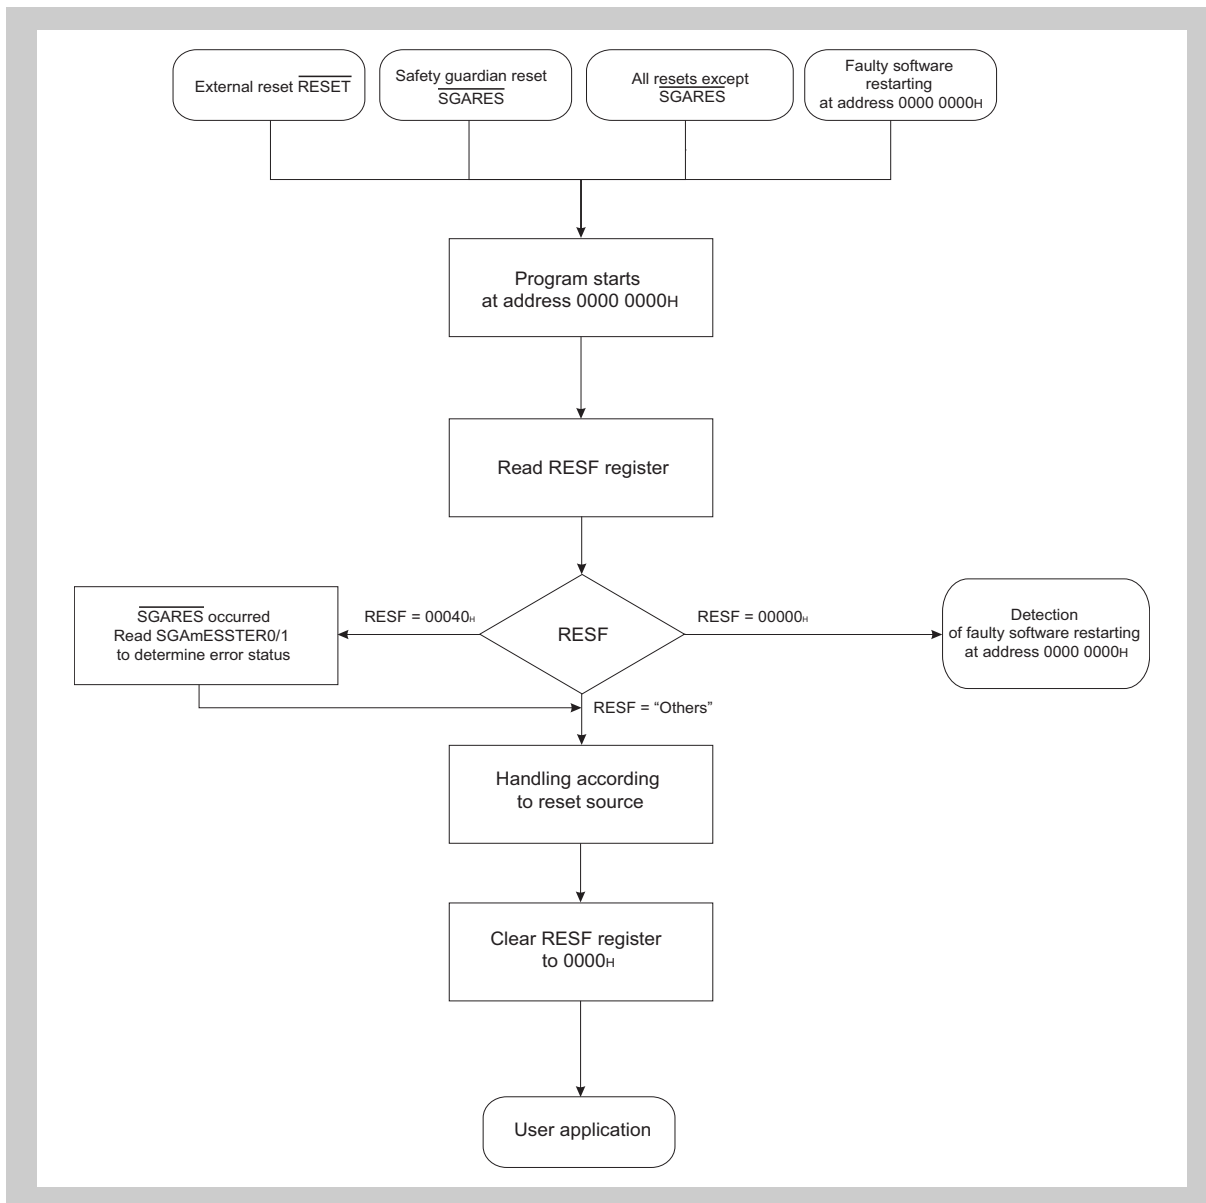 External reset RESET
Safety guardian reset
SGARES
All resets except
SGARES
Faulty software
restarting
at address 0000 0000H
Program starts
at address 0000 0000H
Read RESF register
RESF
RESF = 00040H
RESF = 00000H
SGARES occurred
Read SGAmESSTER0/1
to determine error status
Detection
of faulty software restarting
at address 0000 0000H
RESF = “Others”
Handling according
to reset source
Clear RESF register
to 0000H
User application